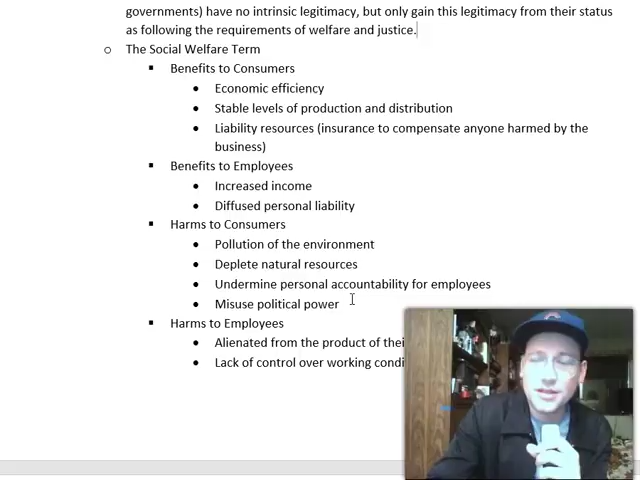 governments) have no intrinsic legitimacy, but only gain this legitimacy from their status
as following the requirements of welfare and justice.
o The Social Welfare Term
▪ Benefits to Consumers
• Economic efficiency
• Stable levels of production and distribution
• Liability resources (insurance to compensate anyone harmed by the
business)
▪ Benefits to Employees
• Increased income
• Diffused personal liability
▪ Harms to Consumers
• Pollution of the environment
• Deplete natural resources
• Undermine personal accountability for employees
• Misuse political power
▪ Harms to Employees
• Alienated from the product of thei
• Lack of control over working condi